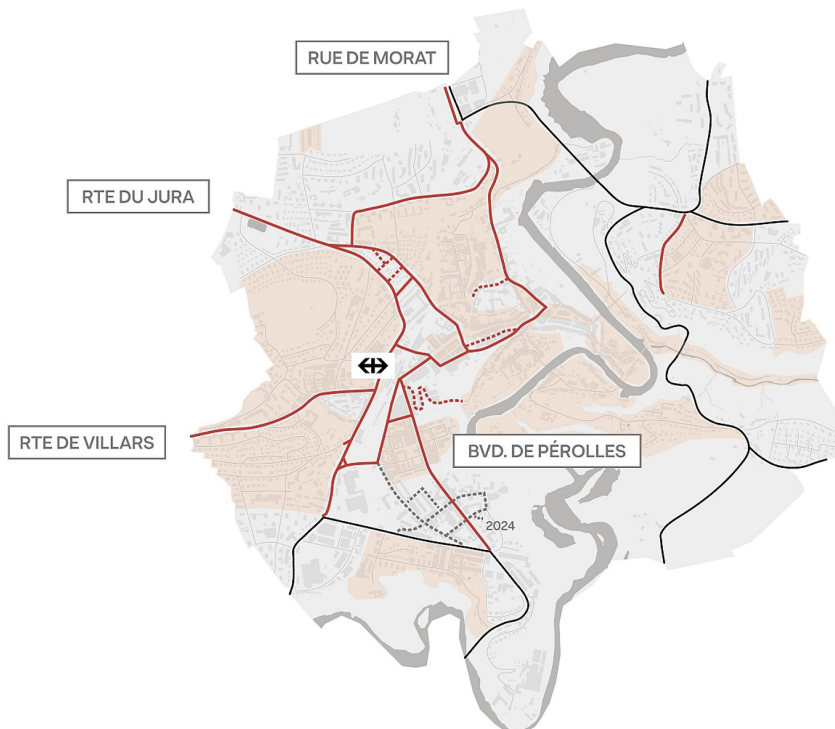 RUE DE MORAT
RTE DU JURA
RTE DE VILLARS
BVD. DE PÉROLLES
2024